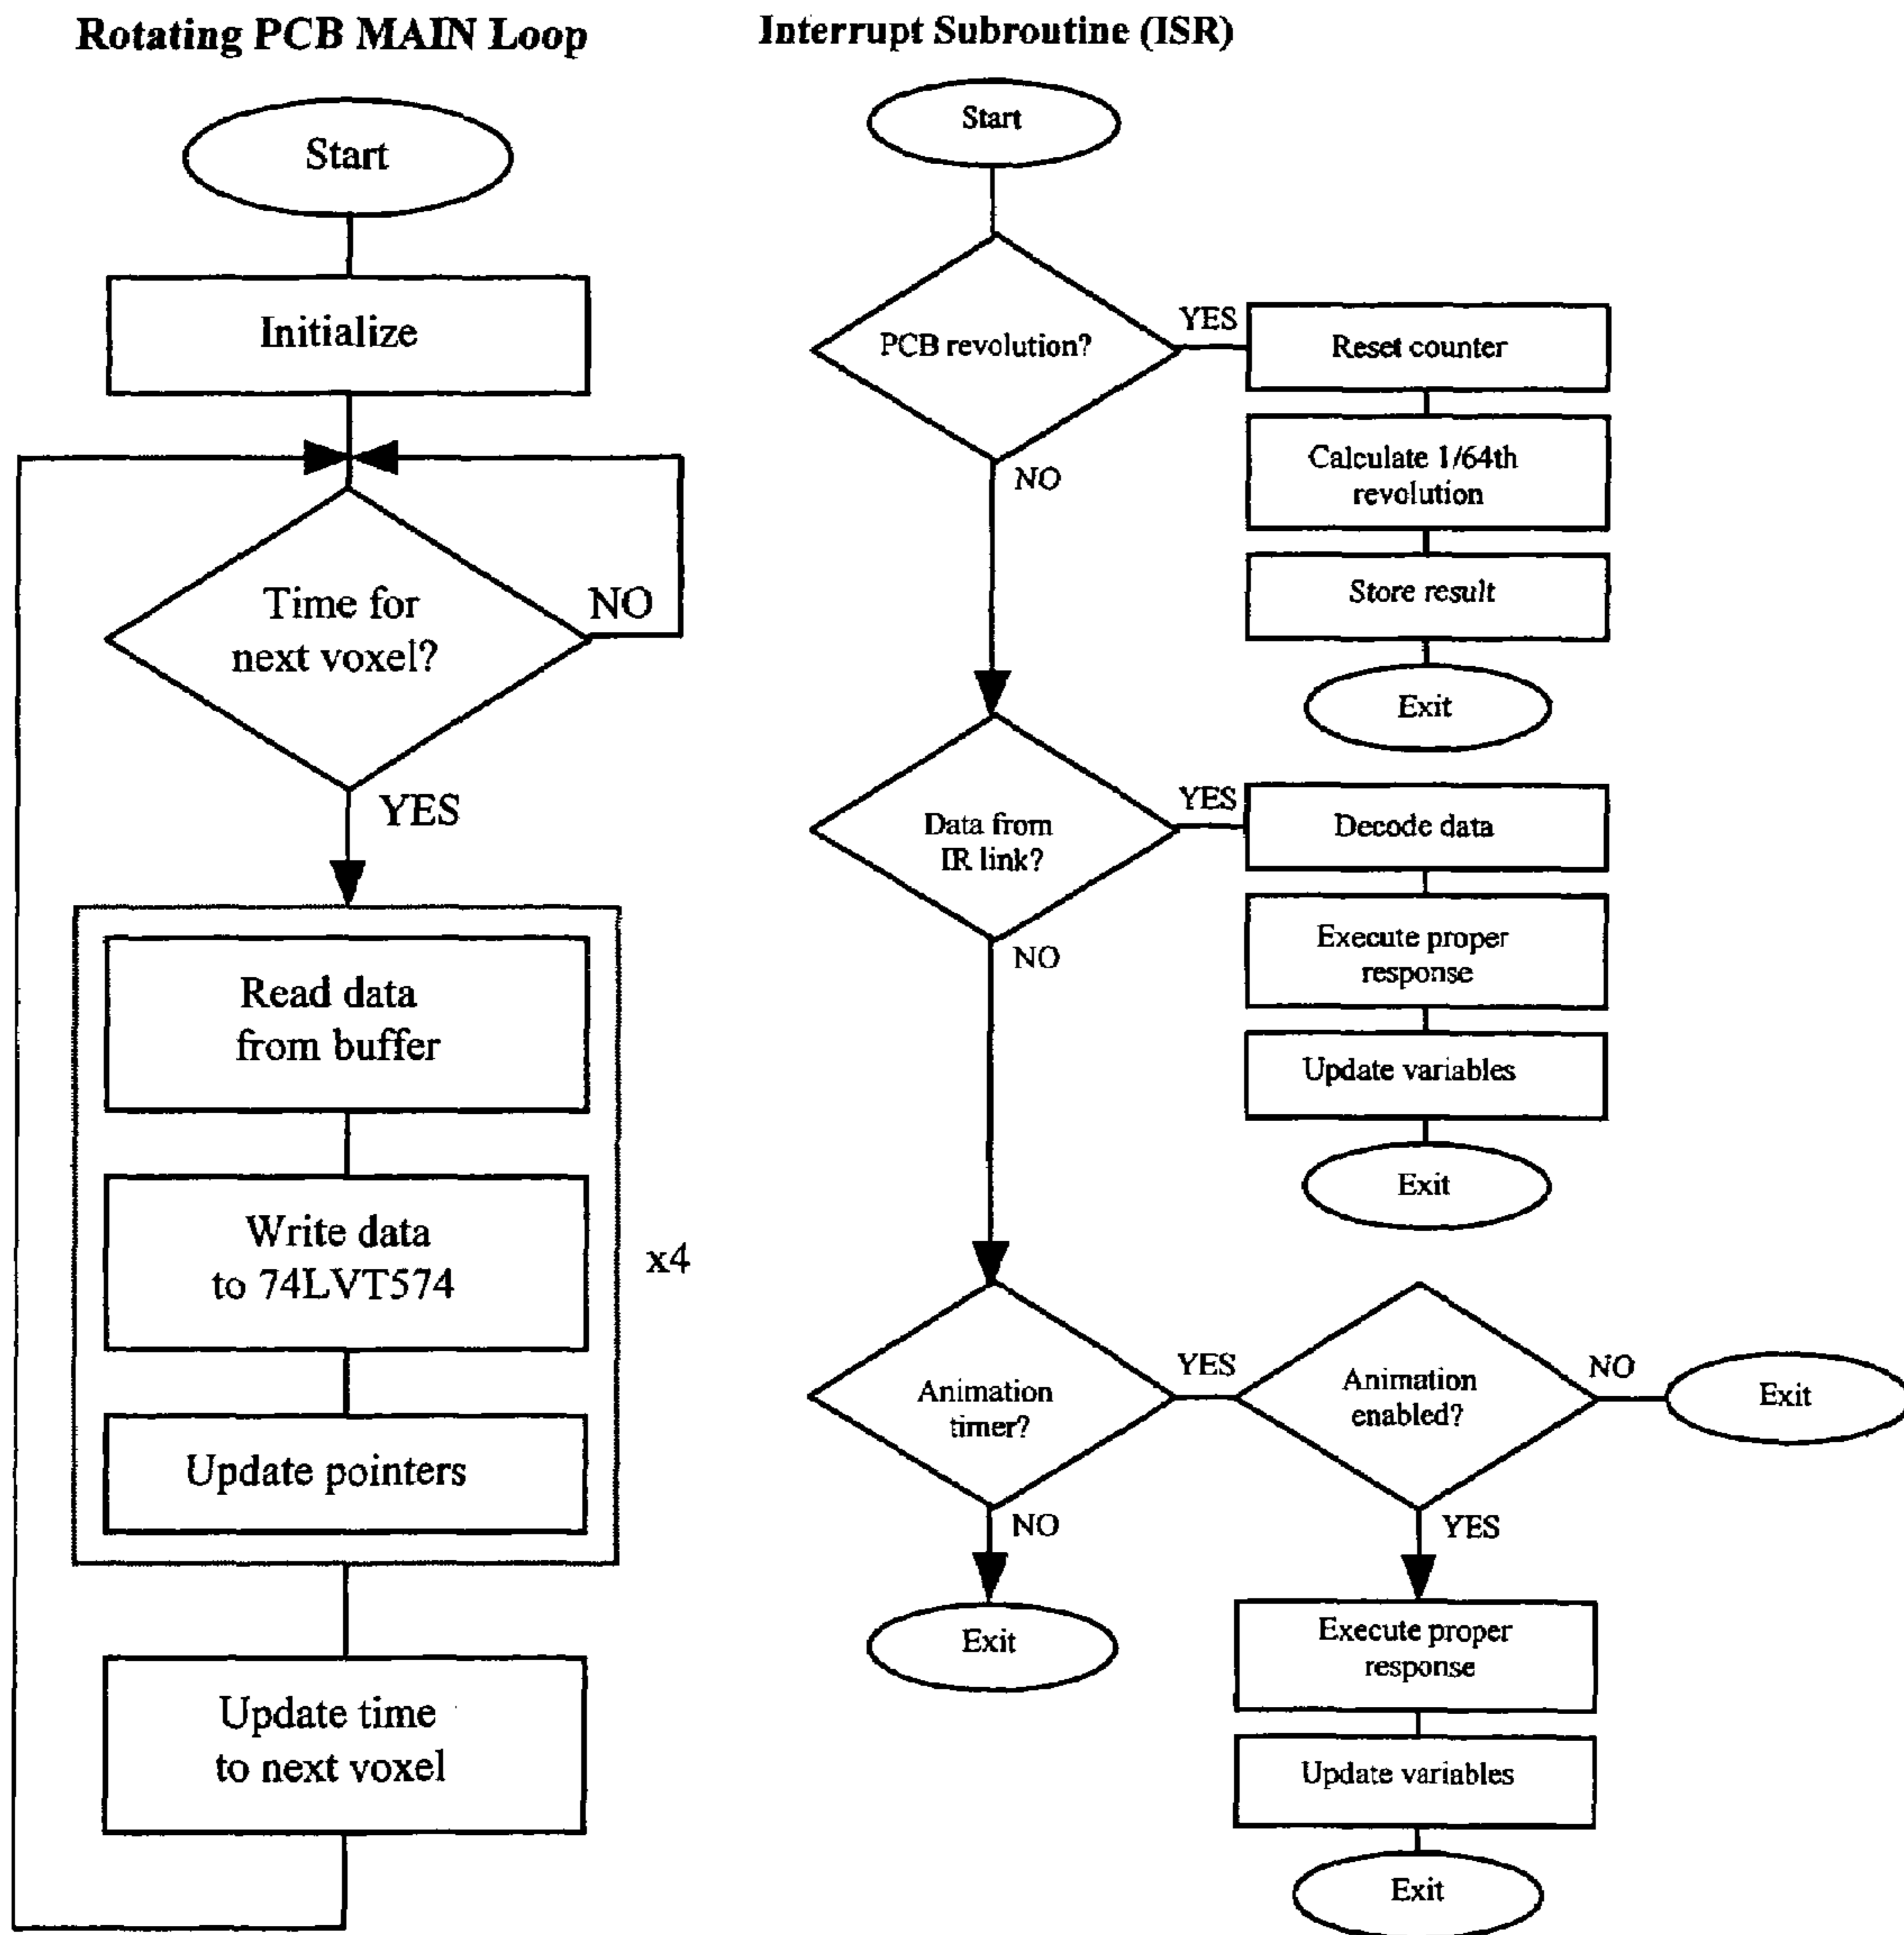 Rotating PCB MAIN Loop
Start
Initialize
Time for
next voxel?
NO
YES
Read data
from buffer
Write data
to 74LVT574
x4
Update pointers
Update time
to next voxel
Interrupt Subroutine (ISR)
Start
PCB revolution?
YES
Reset counter
Calculate 1/64th
revolution
Store result
Exit
NO
Data from
IR link?
YES
Decode data
Execute proper
response
Update variables
Exit
NO
Animation
timer?
YES
Animation
enabled?
NO
Exit
NO
Exit
YES
Execute proper
response
Update variables
Exit